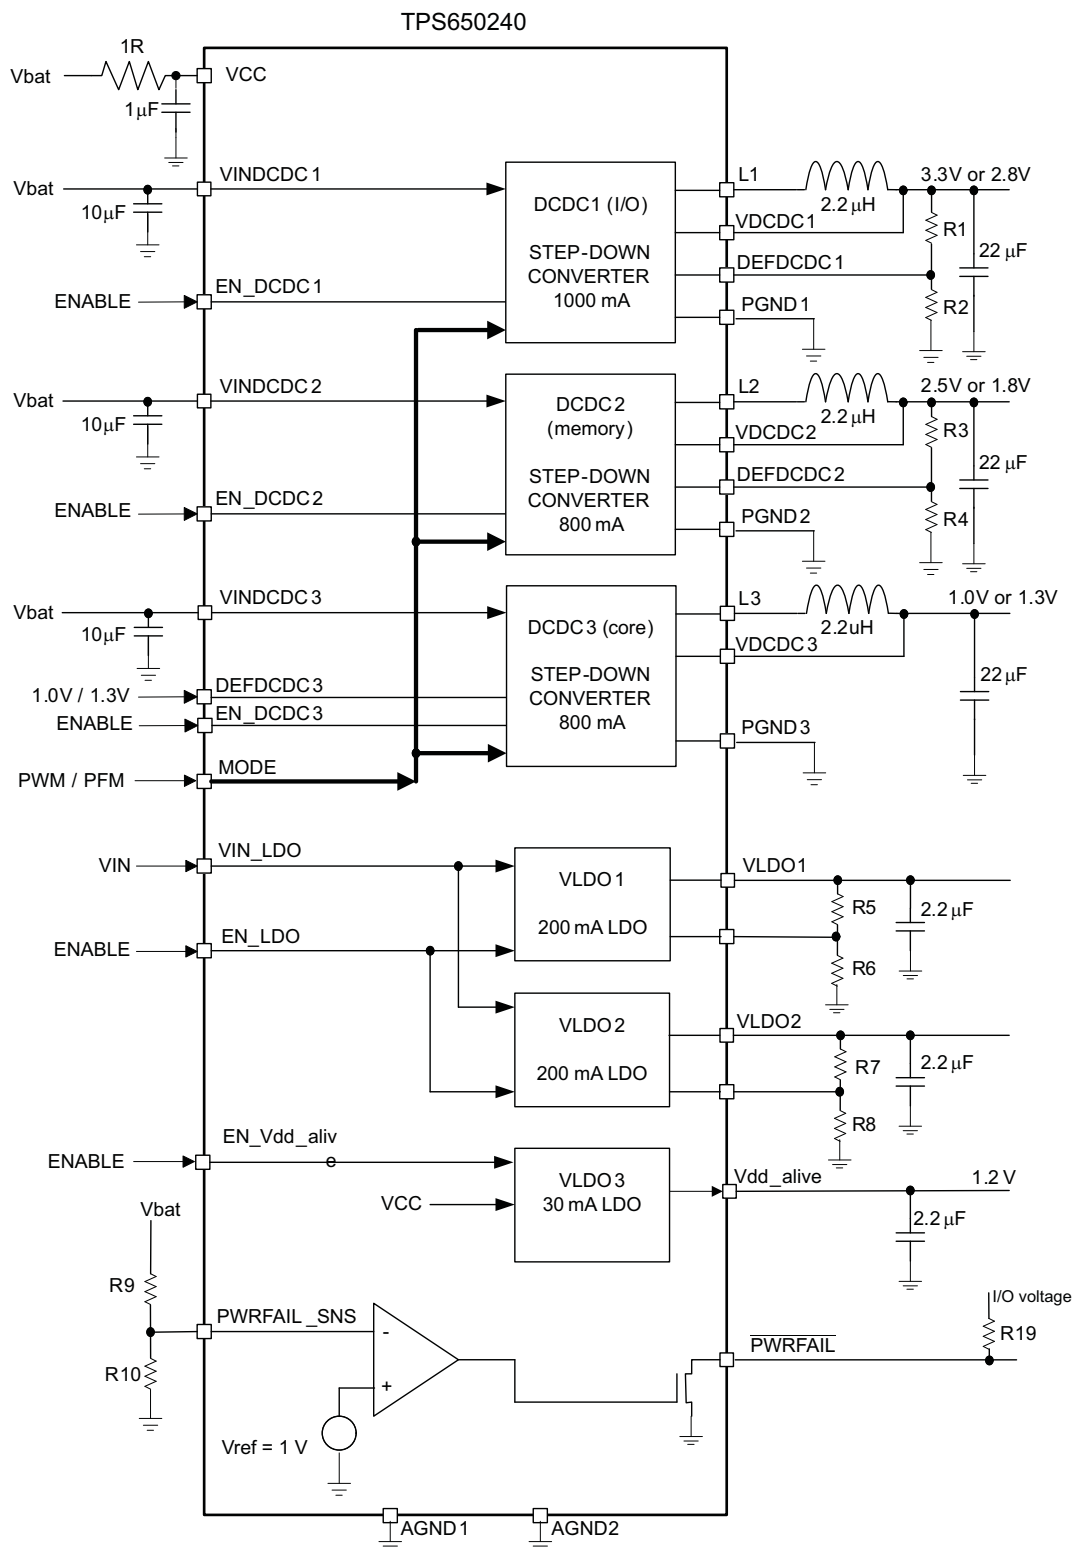 TPS650240
1R
Vbat
VCC
1μF
Vbat
VINDCDC1
10μF
DCDC1 (I/O)
STEP-DOWN
CONVERTER
1000 mA
ENABLE
EN_DCDC1
L1
2.2μH
3.3V or 2.8V
VDCDC1
R1
DEFDCDC1
22 μF
R2
PGND1
Vbat
VINDCDC2
10μF
DCDC2
(memory)
STEP-DOWN
CONVERTER
800 mA
ENABLE
EN_DCDC2
L2
2.2μH
2.5V or 1.8V
VDCDC2
R3
DEFDCDC2
22 μF
R4
PGND2
Vbat
VINDCDC3
10μF
DCDC3 (core)
STEP-DOWN
CONVERTER
800 mA
1.0V / 1.3V
DEFDCDC3
ENABLE
EN_DCDC3
PWM / PFM
MODE
L3
2.2uH
1.0V or 1.3V
VDCDC3
22μF
PGND3
VIN
VIN_LDO
VLDO1
200 mA LDO
ENABLE
EN_LDO
VLDO1
R5
2.2μF
R6
VLDO2
200 mA LDO
VLDO2
R7
2.2μF
R8
ENABLE
EN_Vdd_aliv
e
VCC
VLDO3
30 mA LDO
Vdd_alive
1.2 V
2.2μF
Vbat
R9
PWRFAIL_SNS
R10
-
+
Vref = 1 V
I/O voltage
R19
PWRFAIL
AGND1
AGND2